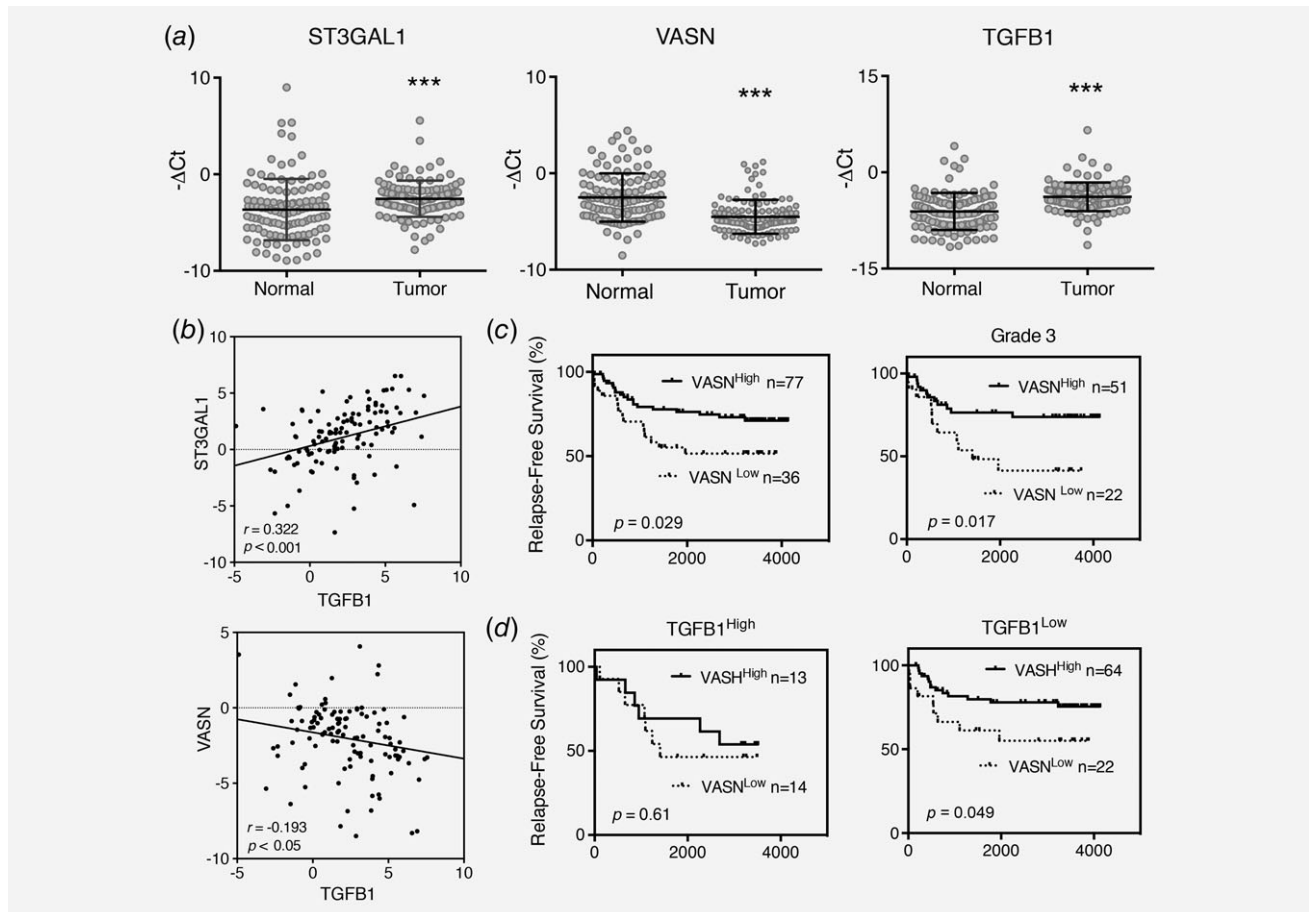 (a)
ST3GAL1
VASN
TGFB1
-ΔCt
10
0
-10
***
Normal
Tumor
-ΔCt
10
0
-10
***
Normal
Tumor
-ΔCt
15
0
-15
***
Normal
Tumor
(b)
ST3GAL1
10
5
0
-5
-10
r = 0.322
p < 0.001
-5
0
5
10
TGFB1
VASN
5
0
-5
-10
r = -0.193
p < 0.05
-5
0
5
10
TGFB1
(c)
Relapse-Free Survival (%)
100
50
0
VASNHigh n=77
VASN Low n=36
p = 0.029
0
2000
4000
Grade 3
100
50
0
VASNHigh n=51
VASN Low n=22
p = 0.017
0
2000
4000
(d)
TGFB1High
Relapse-Free Survival (%)
100
50
0
VASHHigh n=13
VASNLow n=14
p = 0.61
0
2000
4000
TGFB1Low
100
50
0
VASHHigh n=64
VASNLow n=22
p = 0.049
0
2000
4000